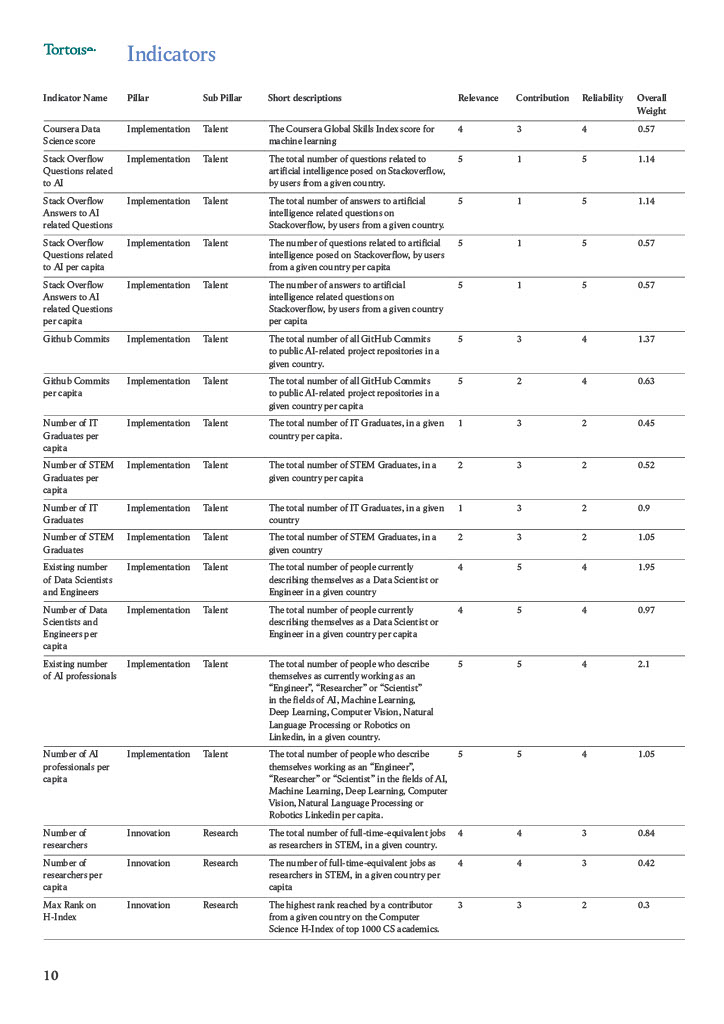 Tortoise
Indicators
Indicator Name Pillar Sub Pillar Short descriptions Relevance Contribution Reliability Overall
Weight
Coursera Data Implementation Talent The Coursera Global Skills Index score for 4 3 4 0.57
Science score machine learning
Stack Overflow Implementation Talent The total number of questions related to 5 1 5 1.14
Questions related artificial intelligence posed on Stackoverflow,
to AI by users from a given country.
Stack Overflow Implementation Talent The total number of answers to artificial 5 1 5 1.14
Answers to AI intelligence related questions on
related Questions Stackoverflow, by users from a given country.
Stack Overflow Implementation Talent The number of questions related to artificial 5 1 5 0.57
Questions related intelligence posed on Stackoverflow, by users
to AI per capita from a given country per capita
Stack Overflow Implementation Talent The number of answers to artificial 5 1 5 0.57
Answers to AI intelligence related questions on
related Questions Stackoverflow, by users from a given country
per capita per capita
Github Commits Implementation Talent The total number of all GitHub Commits 5 3 4 1.37
to public AI-related project repositories in a
given country.
Github Commits Implementation Talent The total number of all GitHub Commits 5 2 4 0.63
per capita to public AI-related project repositories in a
given country per capita
Number of IT Implementation Talent The total number of IT Graduates, in a given 1 3 2 0.45
Graduates per country per capita.
capita
Number of STEM Implementation Talent The total number of STEM Graduates, in a 2 3 2 0.52
Graduates per given country per capita
capita
Number of IT Implementation Talent The total number of IT Graduates, in a given 1 3 2 0.9
Graduates country
Number of STEM Implementation Talent The total number of STEM Graduates, in a 2 3 2 1.05
Graduates given country
Existing number Implementation Talent The total number of people currently 4 5 4 1.95
of Data Scientists describing themselves as a Data Scientist or
and Engineers Engineer in a given country
Number of Data Implementation Talent The total number of people currently 4 5 4 0.97
Scientists and describing themselves as a Data Scientist or
Engineers per Engineer in a given country per capita
capita
Existing number Implementation Talent The total number of people who describe 5 5 4 2.1
of AI professionals themselves as currently working as an
“Engineer”, “Researcher” or “Scientist”
in the fields of AI, Machine Learning,
Deep Learning, Computer Vision, Natural
Language Processing or Robotics on
Linkedin, in a given country.
Number of AI Implementation Talent The total number of people who describe 5 5 4 1.05
professionals per themselves working as an “Engineer”,
capita “Researcher” or “Scientist” in the fields of AI,
Machine Learning, Deep Learning, Computer
Vision, Natural Language Processing or
Robotics Linkedin per capita.
Number of Innovation Research The total number of full-time-equivalent jobs 4 4 3 0.84
researchers as researchers in STEM, in a given country.
Number of Innovation Research The number of full-time-equivalent jobs as 4 4 3 0.42
researchers per researchers in STEM, in a given country per
capita capita
Max Rank on Innovation Research The highest rank reached by a contributor 3 3 2 0.3
H-Index from a given country on the Computer
Science H-Index of top 1000 CS academics.
10